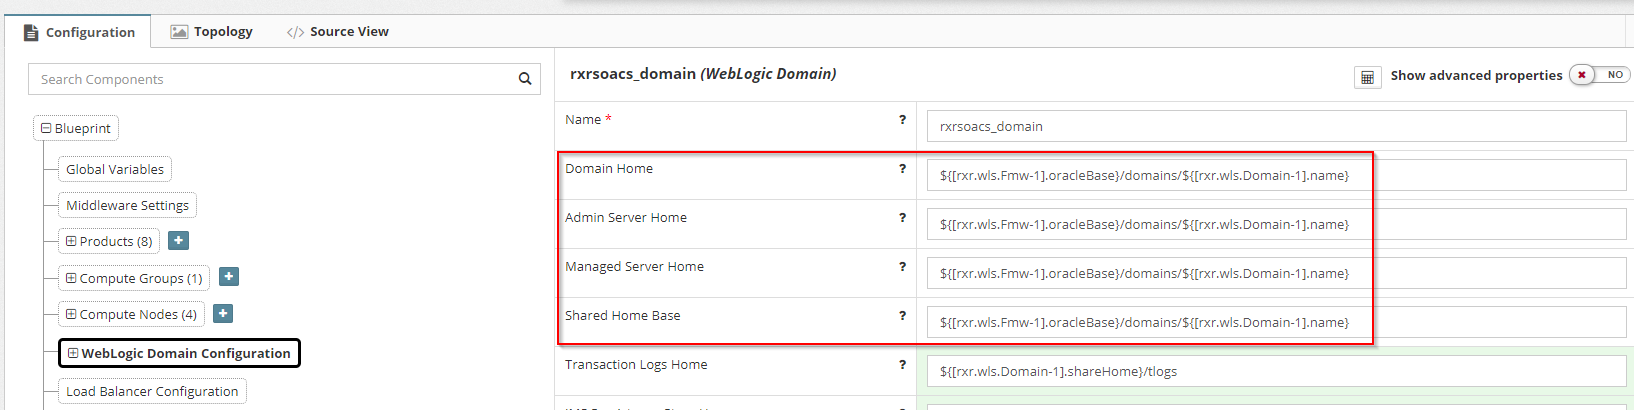 Configuration
Topology
</> Source View
Search Components
Blueprint
Global Variables
Middleware Settings
Products (8)
Compute Groups (1)
Compute Nodes (4)
WebLogic Domain Configuration
Load Balancer Configuration
rxrsoacs_domain (WebLogic Domain)
Show advanced properties NO
Name * ? rxrsoacs_domain
Domain Home ? ${[rxr.wls.Fmw-1].oracleBase}/domains/${[rxr.wls.Domain-1].name}
Admin Server Home ? ${[rxr.wls.Fmw-1].oracleBase}/domains/${[rxr.wls.Domain-1].name}
Managed Server Home ? ${[rxr.wls.Fmw-1].oracleBase}/domains/${[rxr.wls.Domain-1].name}
Shared Home Base ? ${[rxr.wls.Fmw-1].oracleBase}/domains/${[rxr.wls.Domain-1].name}
Transaction Logs Home ? ${[rxr.wls.Domain-1].shareHome}/tlogs